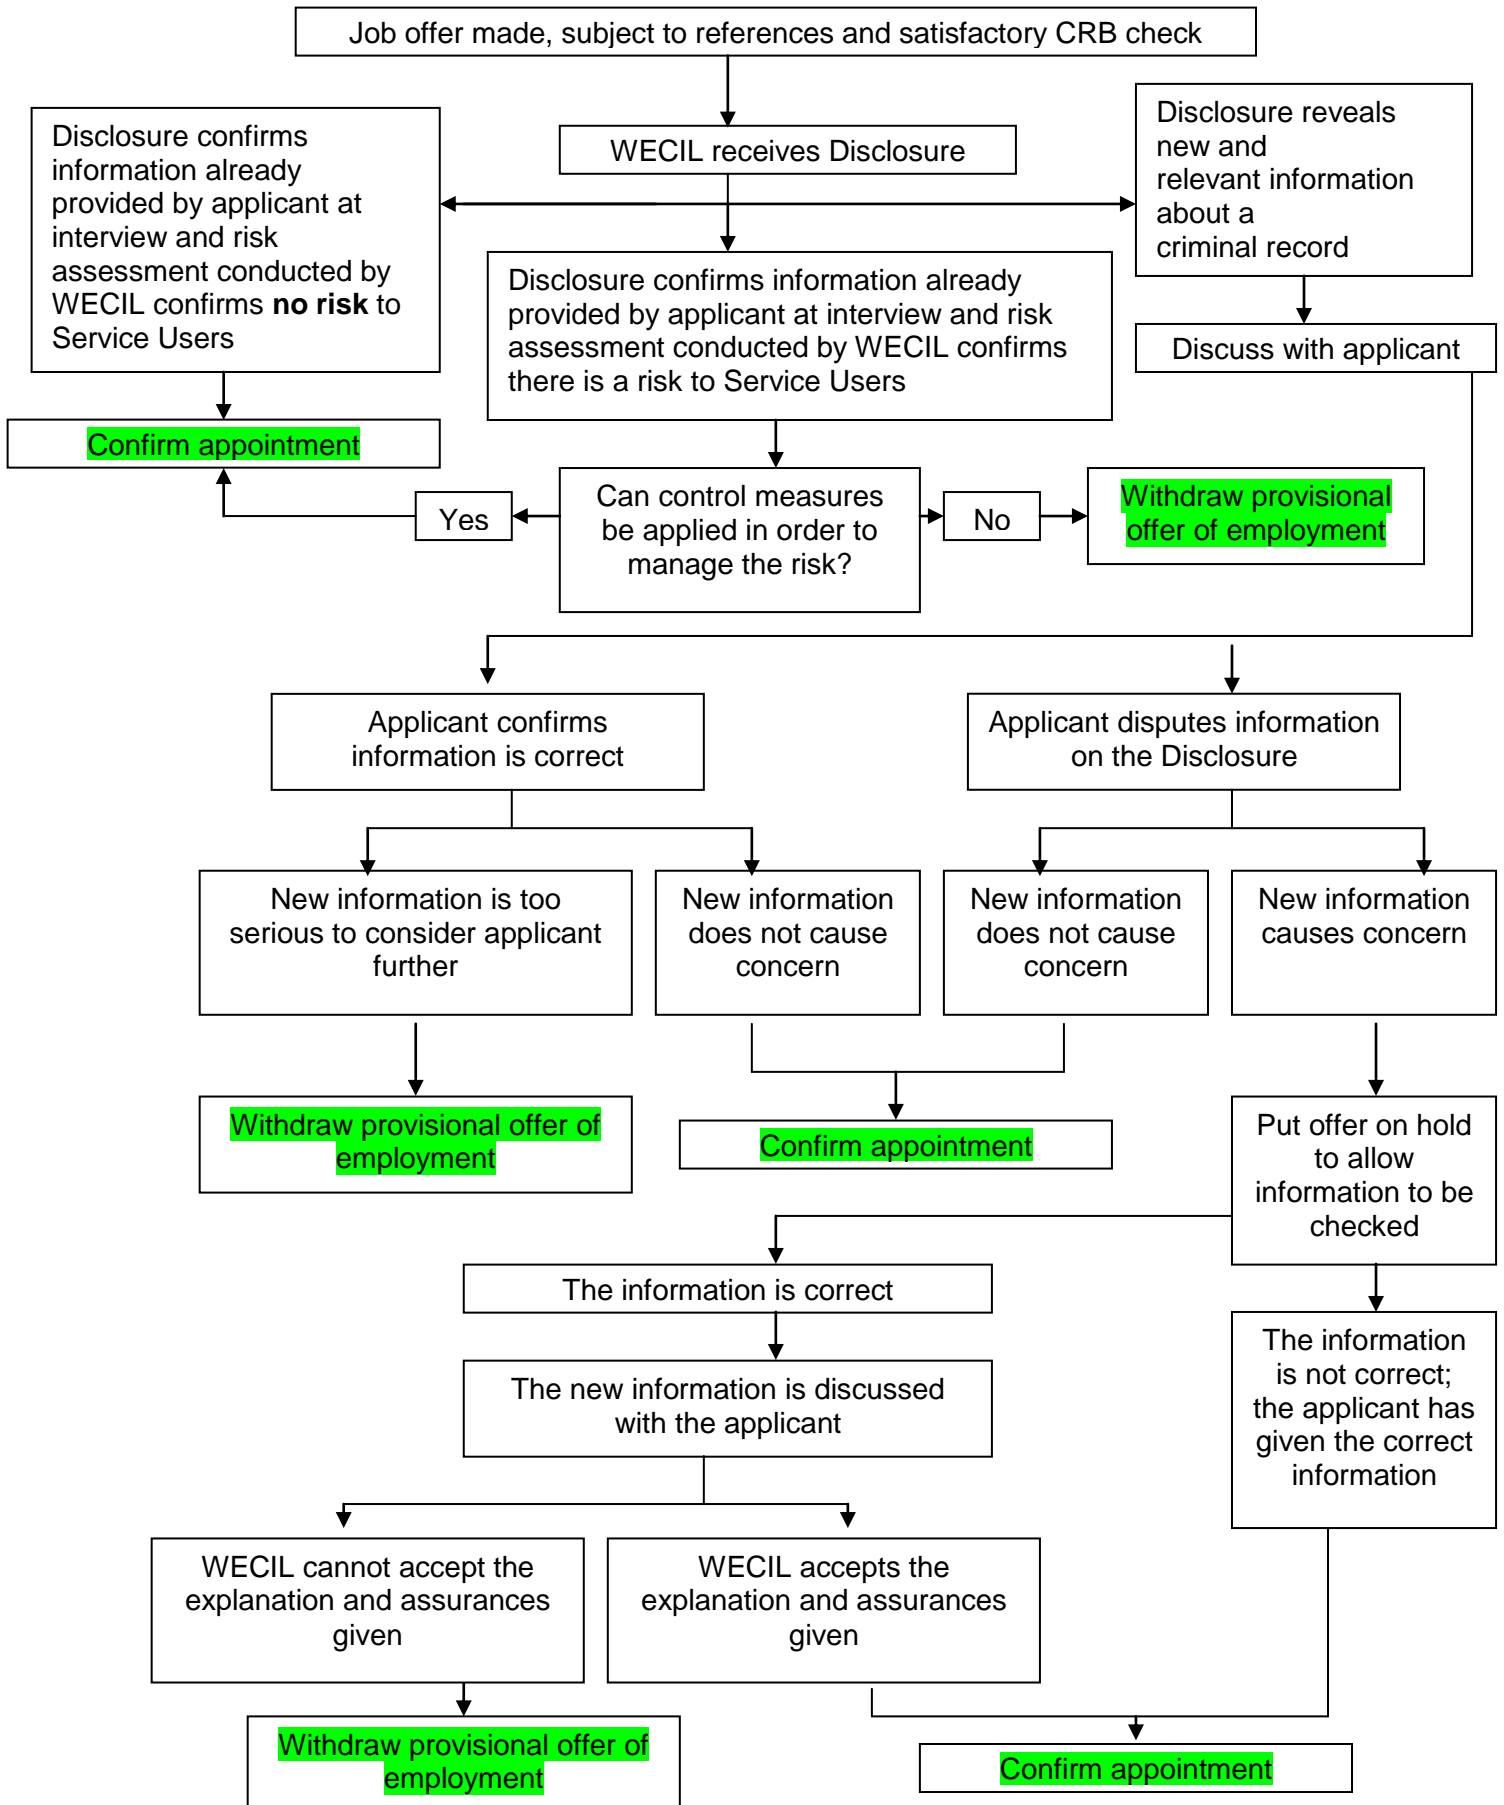 Job offer made, subject to references and satisfactory CRB check
WECIL receives Disclosure
Disclosure confirms
information already
provided by applicant at
interview and risk
assessment conducted by
WECIL confirms no risk to
Service Users
Disclosure confirms information already
provided by applicant at interview and risk
assessment conducted by WECIL confirms
there is a risk to Service Users
Disclosure reveals
new and
relevant information
about a
criminal record
Discuss with applicant
Confirm appointment
Yes
Can control measures
be applied in order to
manage the risk?
No
Withdraw provisional
offer of employment
Applicant confirms
information is correct
Applicant disputes information
on the Disclosure
New information is too
serious to consider applicant
further
New information
does not cause
concern
New information
does not cause
concern
New information
causes concern
Withdraw provisional offer of
employment
Confirm appointment
Put offer on hold
to allow
information to be
checked
The information is correct
The new information is discussed
with the applicant
The information
is not correct;
the applicant has
given the correct
information
WECIL cannot accept the
explanation and assurances
given
WECIL accepts the
explanation and assurances
given
Withdraw provisional offer of
employment
Confirm appointment